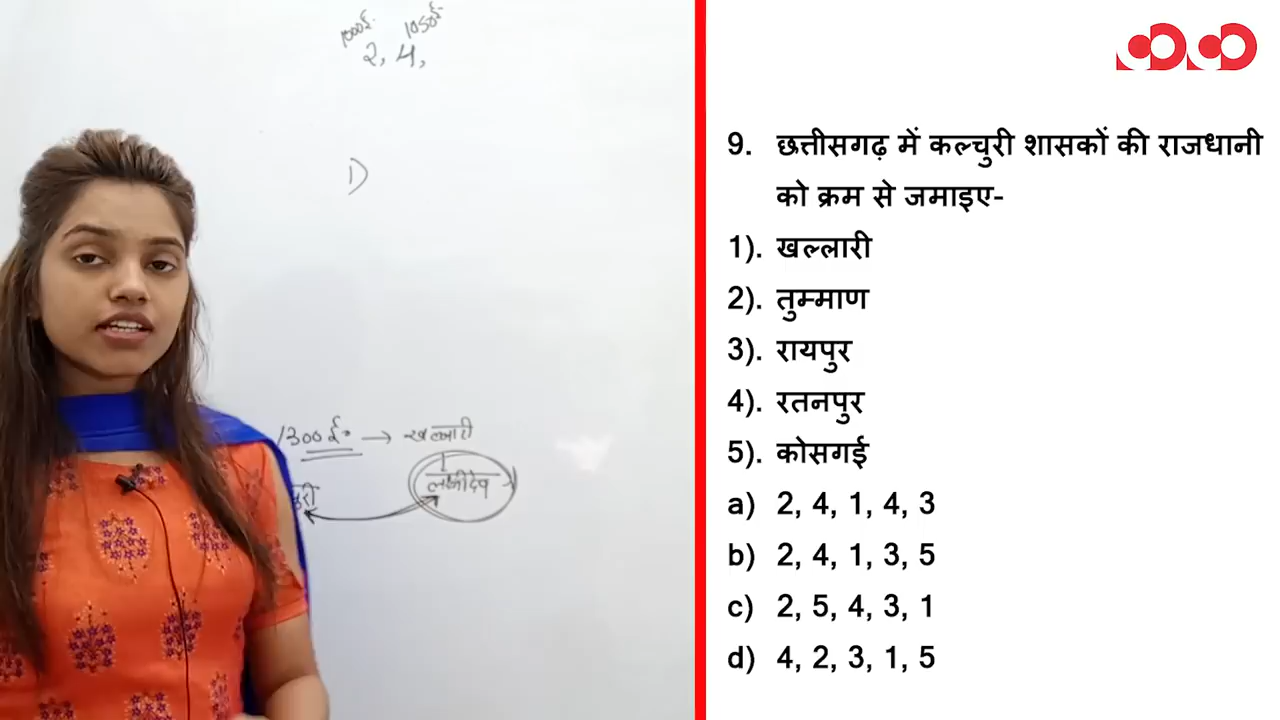 1000ई. 1050ई.
2, 4,
1)
1300ई. → खल्लारी
लक्ष्मीदेव
9. छत्तीसगढ़ में कल्चुरी शासकों की राजधानी
को क्रम से जमाइए-
1). खल्लारी
2). तुम्माण
3). रायपुर
4). रतनपुर
5). कोसगई
a) 2, 4, 1, 4, 3
b) 2, 4, 1, 3, 5
c) 2, 5, 4, 3, 1
d) 4, 2, 3, 1, 5